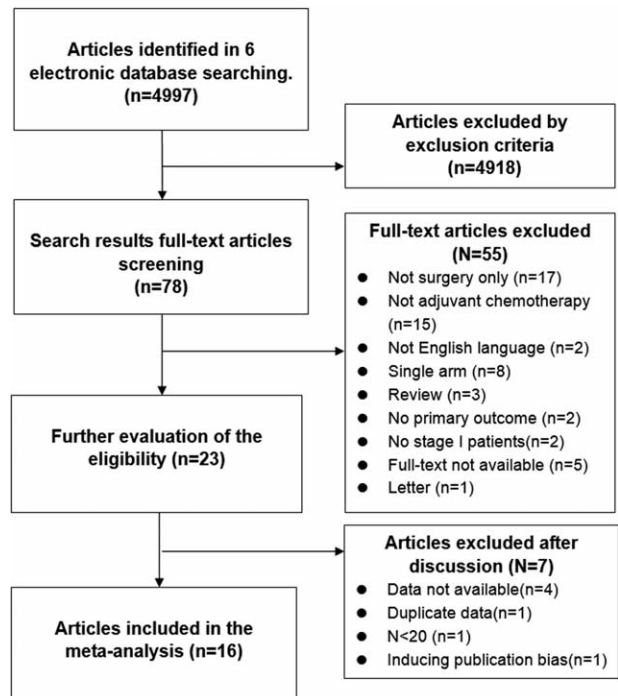 Articles identified in 6
electronic database searching.
(n=4997)
Articles excluded by
exclusion criteria
(n=4918)
Search results full-text articles
screening
(n=78)
Full-text articles excluded
(N=55)
● Not surgery only (n=17)
● Not adjuvant chemotherapy
(n=15)
● Not English language (n=2)
● Single arm (n=8)
● Review (n=3)
● No primary outcome (n=2)
● No stage I patients(n=2)
● Full-text not available (n=5)
● Letter (n=1)
Further evaluation of the
eligibility (n=23)
Articles excluded after
discussion (N=7)
● Data not available(n=4)
● Duplicate data(n=1)
● N<20 (n=1)
● Inducing publication bias(n=1)
Articles included in the
meta-analysis (n=16)